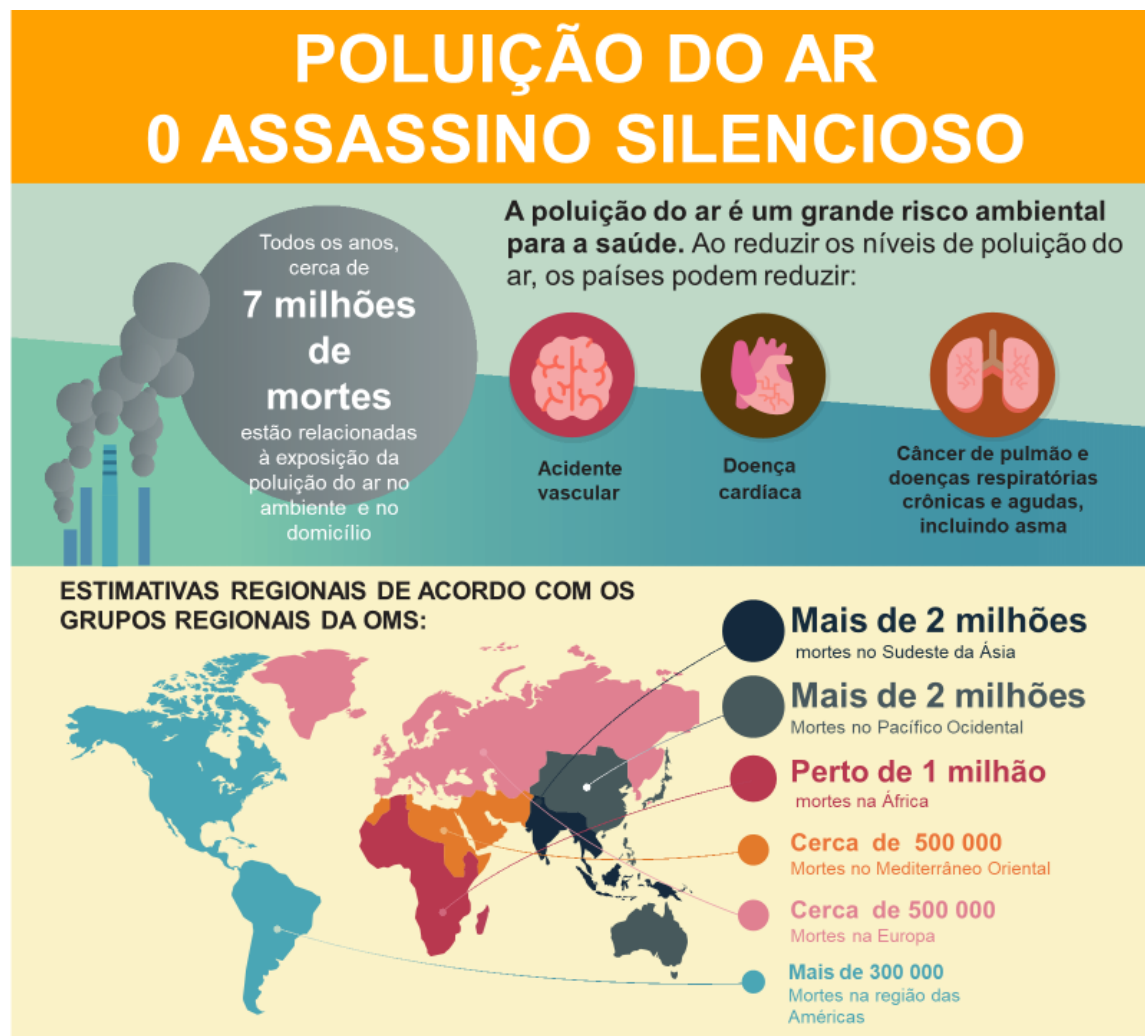 POLUIÇÃO DO AR
0 ASSASSINO SILENCIOSO
Todos os anos,
cerca de
7 milhões
de
mortes
estão relacionadas
à exposição da
poluição do ar no
ambiente e no
domicílio
A poluição do ar é um grande risco ambiental
para a saúde. Ao reduzir os níveis de poluição do
ar, os países podem reduzir:
Acidente
vascular
Doença
cardíaca
Câncer de pulmão e
doenças respiratórias
crônicas e agudas,
incluindo asma
ESTIMATIVAS REGIONAIS DE ACORDO COM OS
GRUPOS REGIONAIS DA OMS:
Mais de 2 milhões
mortes no Sudeste da Ásia
Mais de 2 milhões
Mortes no Pacífico Ocidental
Perto de 1 milhão
mortes na África
Cerca de 500 000
Mortes no Mediterrâneo Oriental
Cerca de 500 000
Mortes na Europa
Mais de 300 000
Mortes na região das
Américas